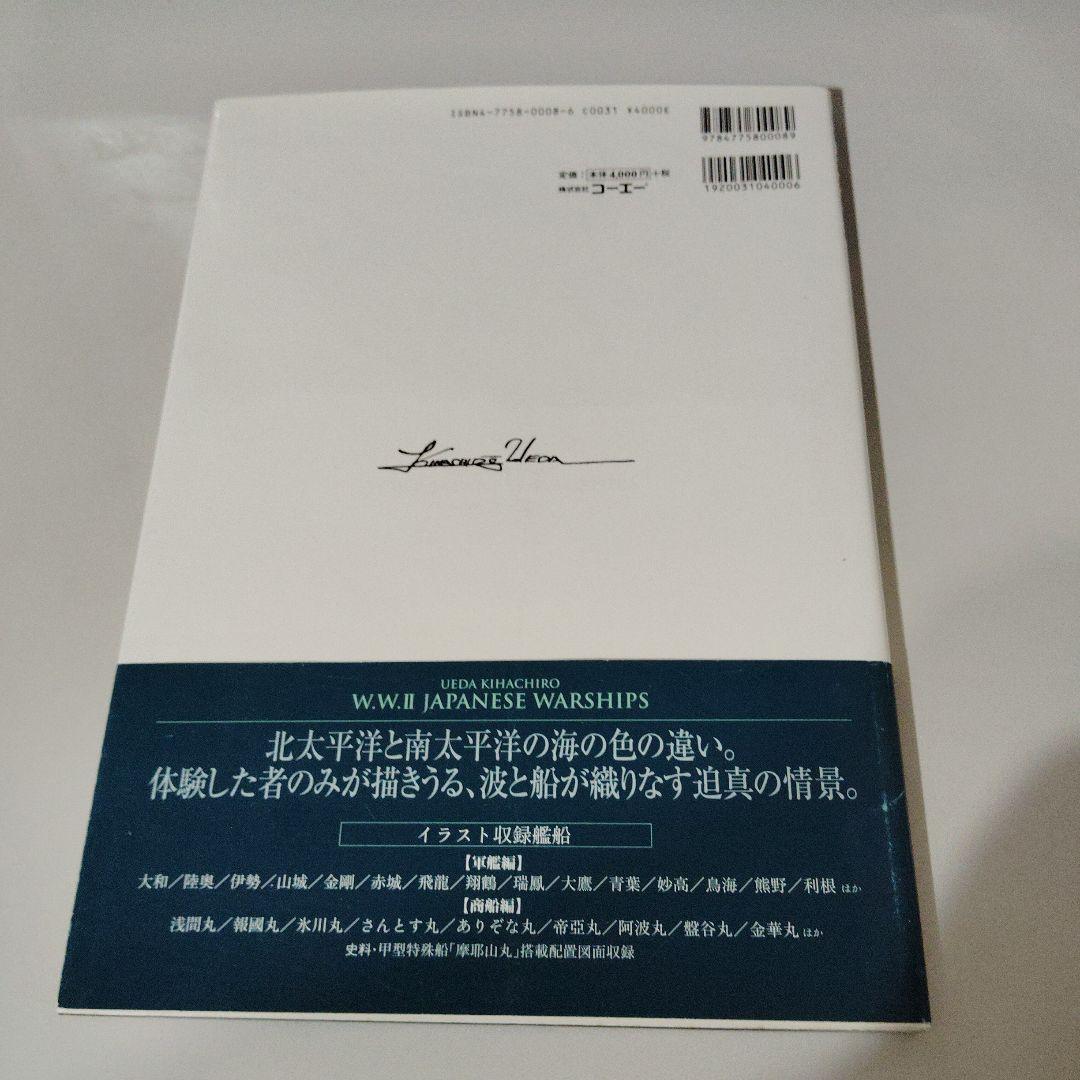 ISBN4-7758-0008-6 C0031 ¥4000E
9784775800089
定価：本体4,000円+税
株式会社コーエー
1920031040006
KIHACHIRO UEDA
UEDA KIHACHIRO
W.W.II JAPANESE WARSHIPS
北太平洋と南太平洋の海の色の違い。
体験した者のみが描きうる、波と船が織りなす迫真の情景。
イラスト収録艦船
【軍艦編】
大和／陸奥／伊勢／山城／金剛／赤城／飛龍／翔鶴／瑞鳳／大鷹／青葉／妙高／鳥海／熊野／利根 ほか
【商船編】
浅間丸／報國丸／氷川丸／さんとす丸／ありぞな丸／帝亞丸／阿波丸／盤谷丸／金華丸 ほか
史料・甲型特殊船「摩耶山丸」搭載配置図面収録